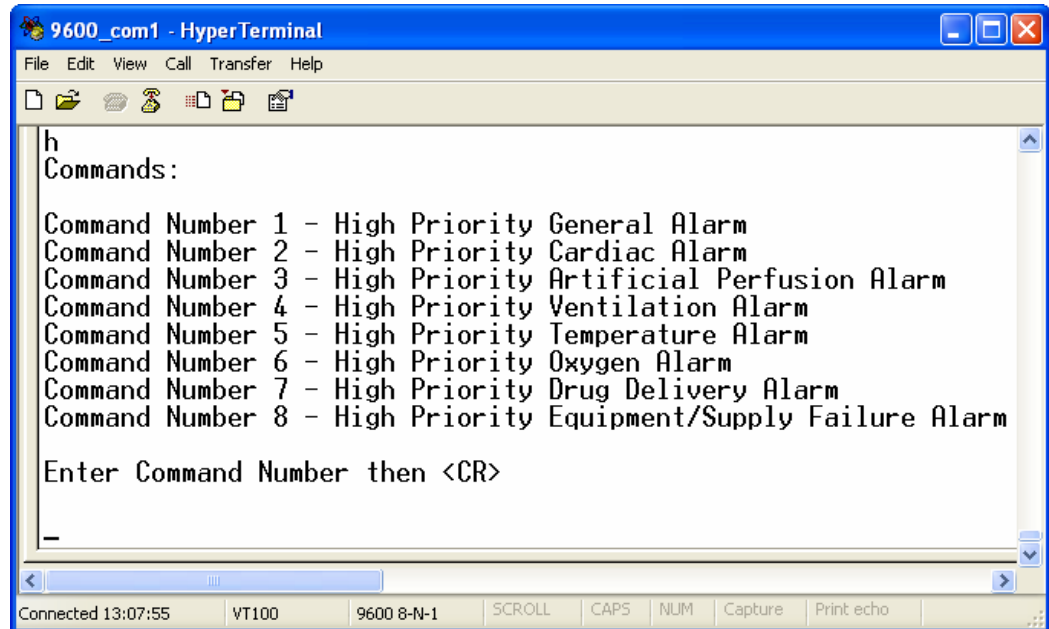 9600_com1 - HyperTerminal
File Edit View Call Transfer Help
h
Commands:
Command Number 1 - High Priority General Alarm
Command Number 2 - High Priority Cardiac Alarm
Command Number 3 - High Priority Artificial Perfusion Alarm
Command Number 4 - High Priority Ventilation Alarm
Command Number 5 - High Priority Temperature Alarm
Command Number 6 - High Priority Oxygen Alarm
Command Number 7 - High Priority Drug Delivery Alarm
Command Number 8 - High Priority Equipment/Supply Failure Alarm
Enter Command Number then <CR>
_
Connected 13:07:55 VT100 9600 8-N-1 SCROLL CAPS NUM Capture Print echo